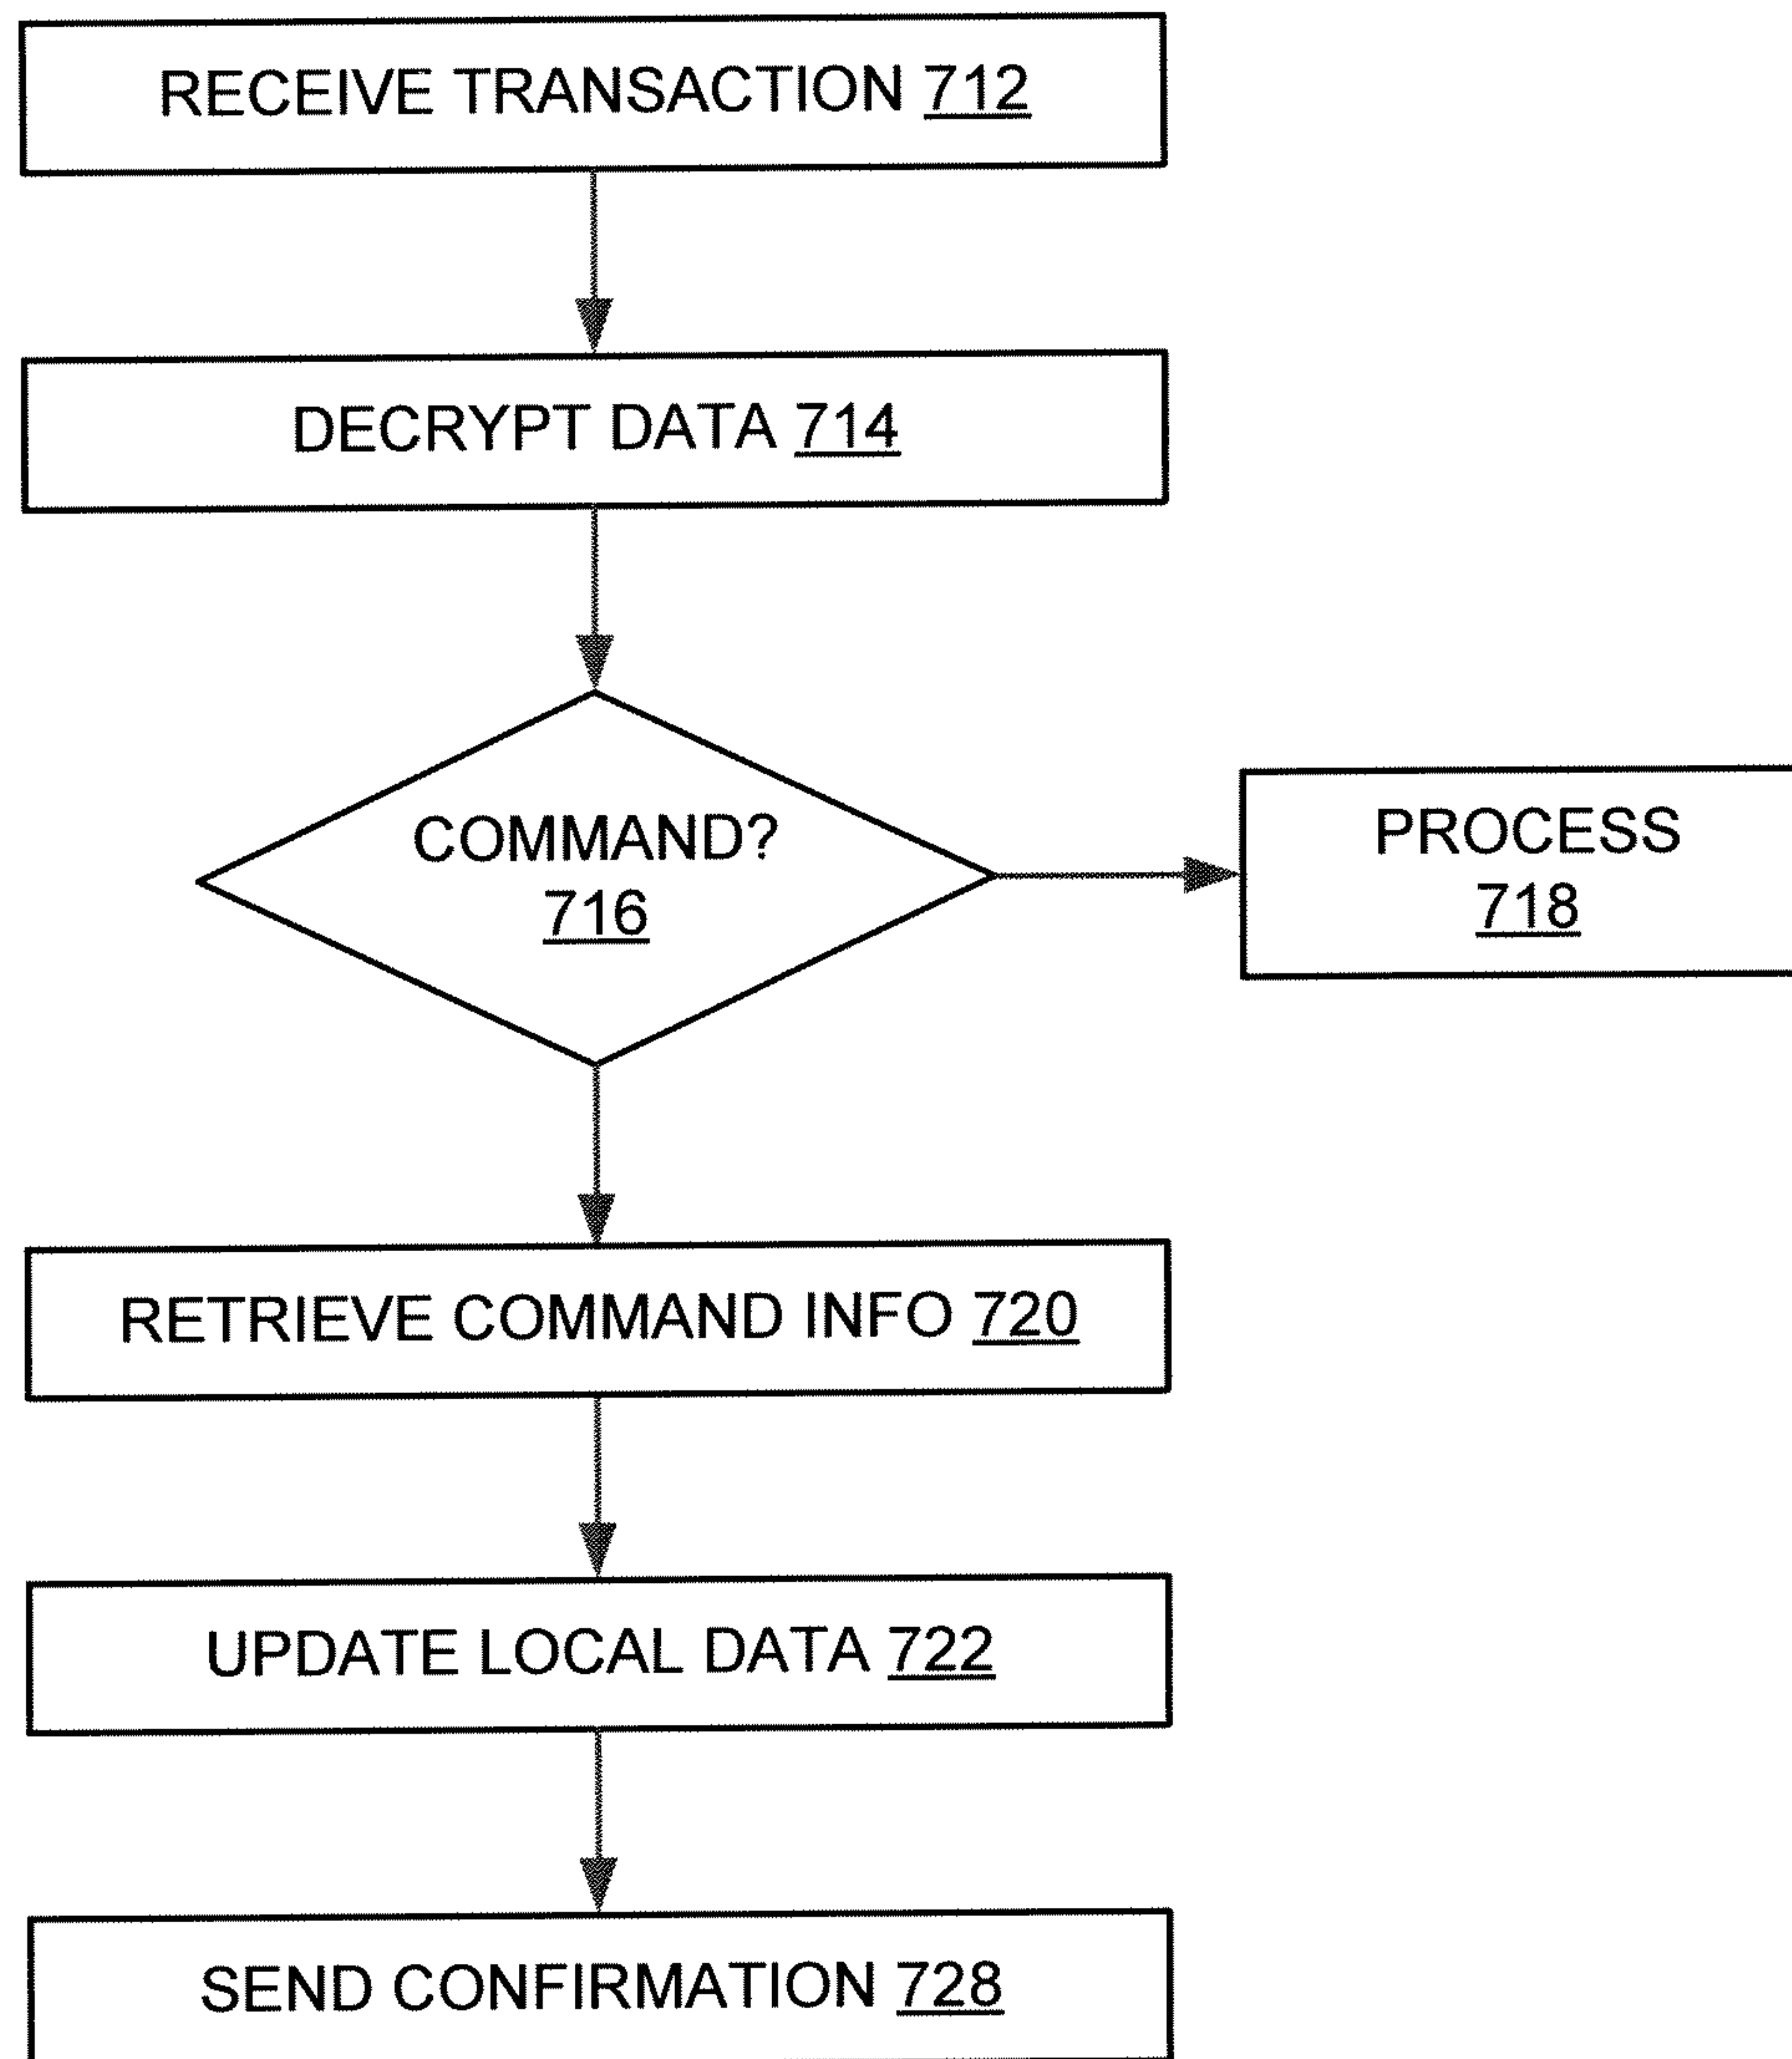 RECEIVE TRANSACTION 712
DECRYPT DATA 714
COMMAND?
716
PROCESS
718
RETRIEVE COMMAND INFO 720
UPDATE LOCAL DATA 722
SEND CONFIRMATION 728